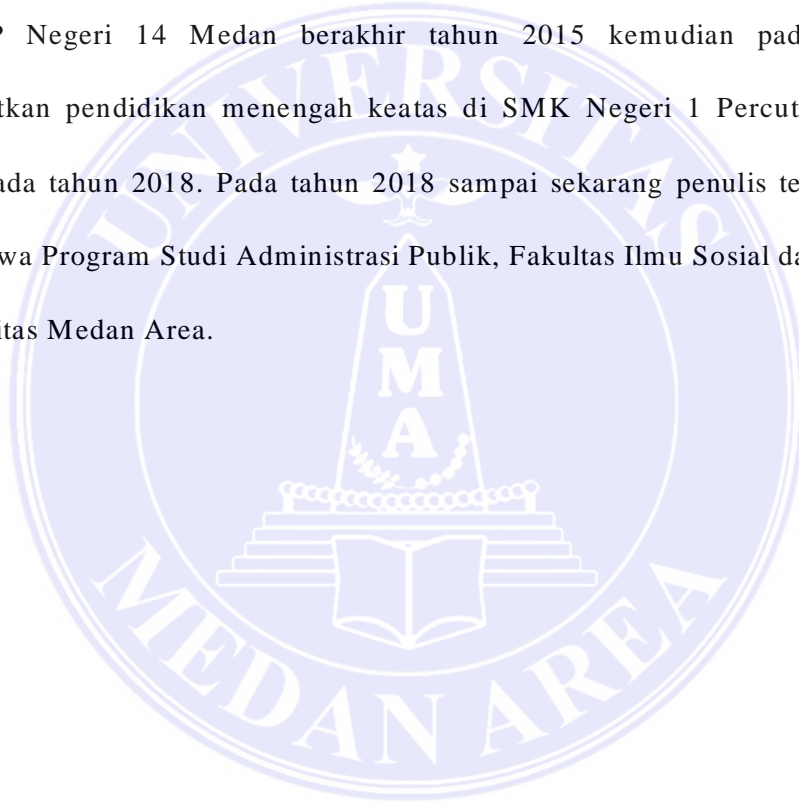 P Negeri 14 Medan berakhir tahun 2015 kemudian pad
tkan pendidikan menengah keatas di SMK Negeri 1 Percut
ada tahun 2018. Pada tahun 2018 sampai sekarang penulis te
wa Program Studi Administrasi Publik, Fakultas Ilmu Sosial da
itas Medan Area.
UNIVERSITAS
U
M
A
MEDAN AREA